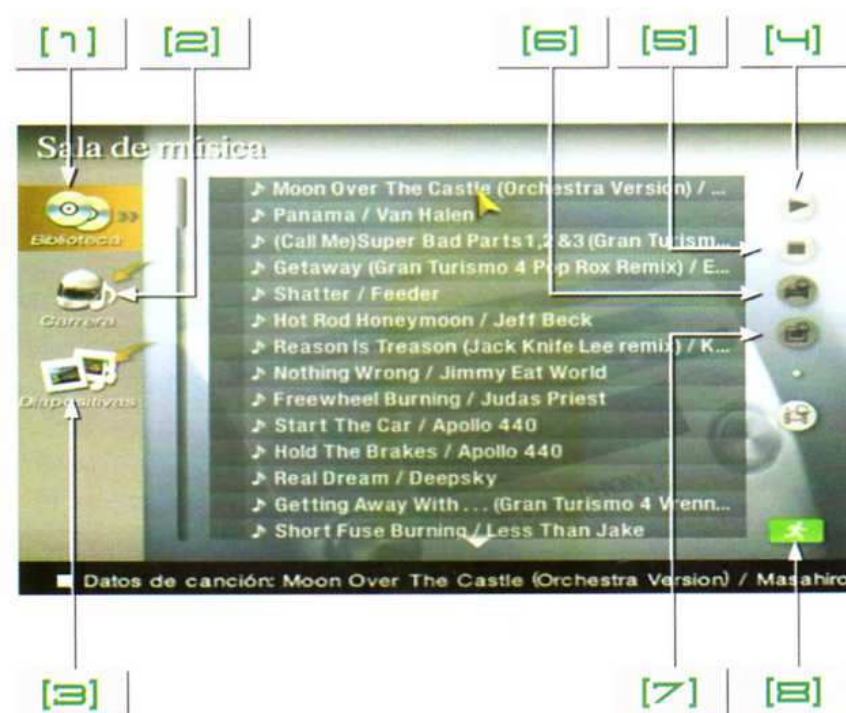 [1] [2] [6] [5] [4]
Sala de música
Biblioteca
Carrera
Diapositivas
Moon Over The Castle (Orchestra Version) / ...
Panama / Van Halen
(Call Me)Super Bad Parts1,2&3 (Gran Turism...
Getaway (Gran Turismo 4 Pop Rox Remix) / E...
Shatter / Feeder
Hot Rod Honeymoon / Jeff Beck
Reason Is Treason (Jack Knife Lee remix) / K...
Nothing Wrong / Jimmy Eat World
Freewheel Burning / Judas Priest
Start The Car / Apollo 440
Hold The Brakes / Apollo 440
Real Dream / Deepsky
Getting Away With ... (Gran Turismo 4 Vrenn...
Short Fuse Burning / Less Than Jake
Datos de canción: Moon Over The Castle (Orchestra Version) / Masahiro
[3] [7] [8]